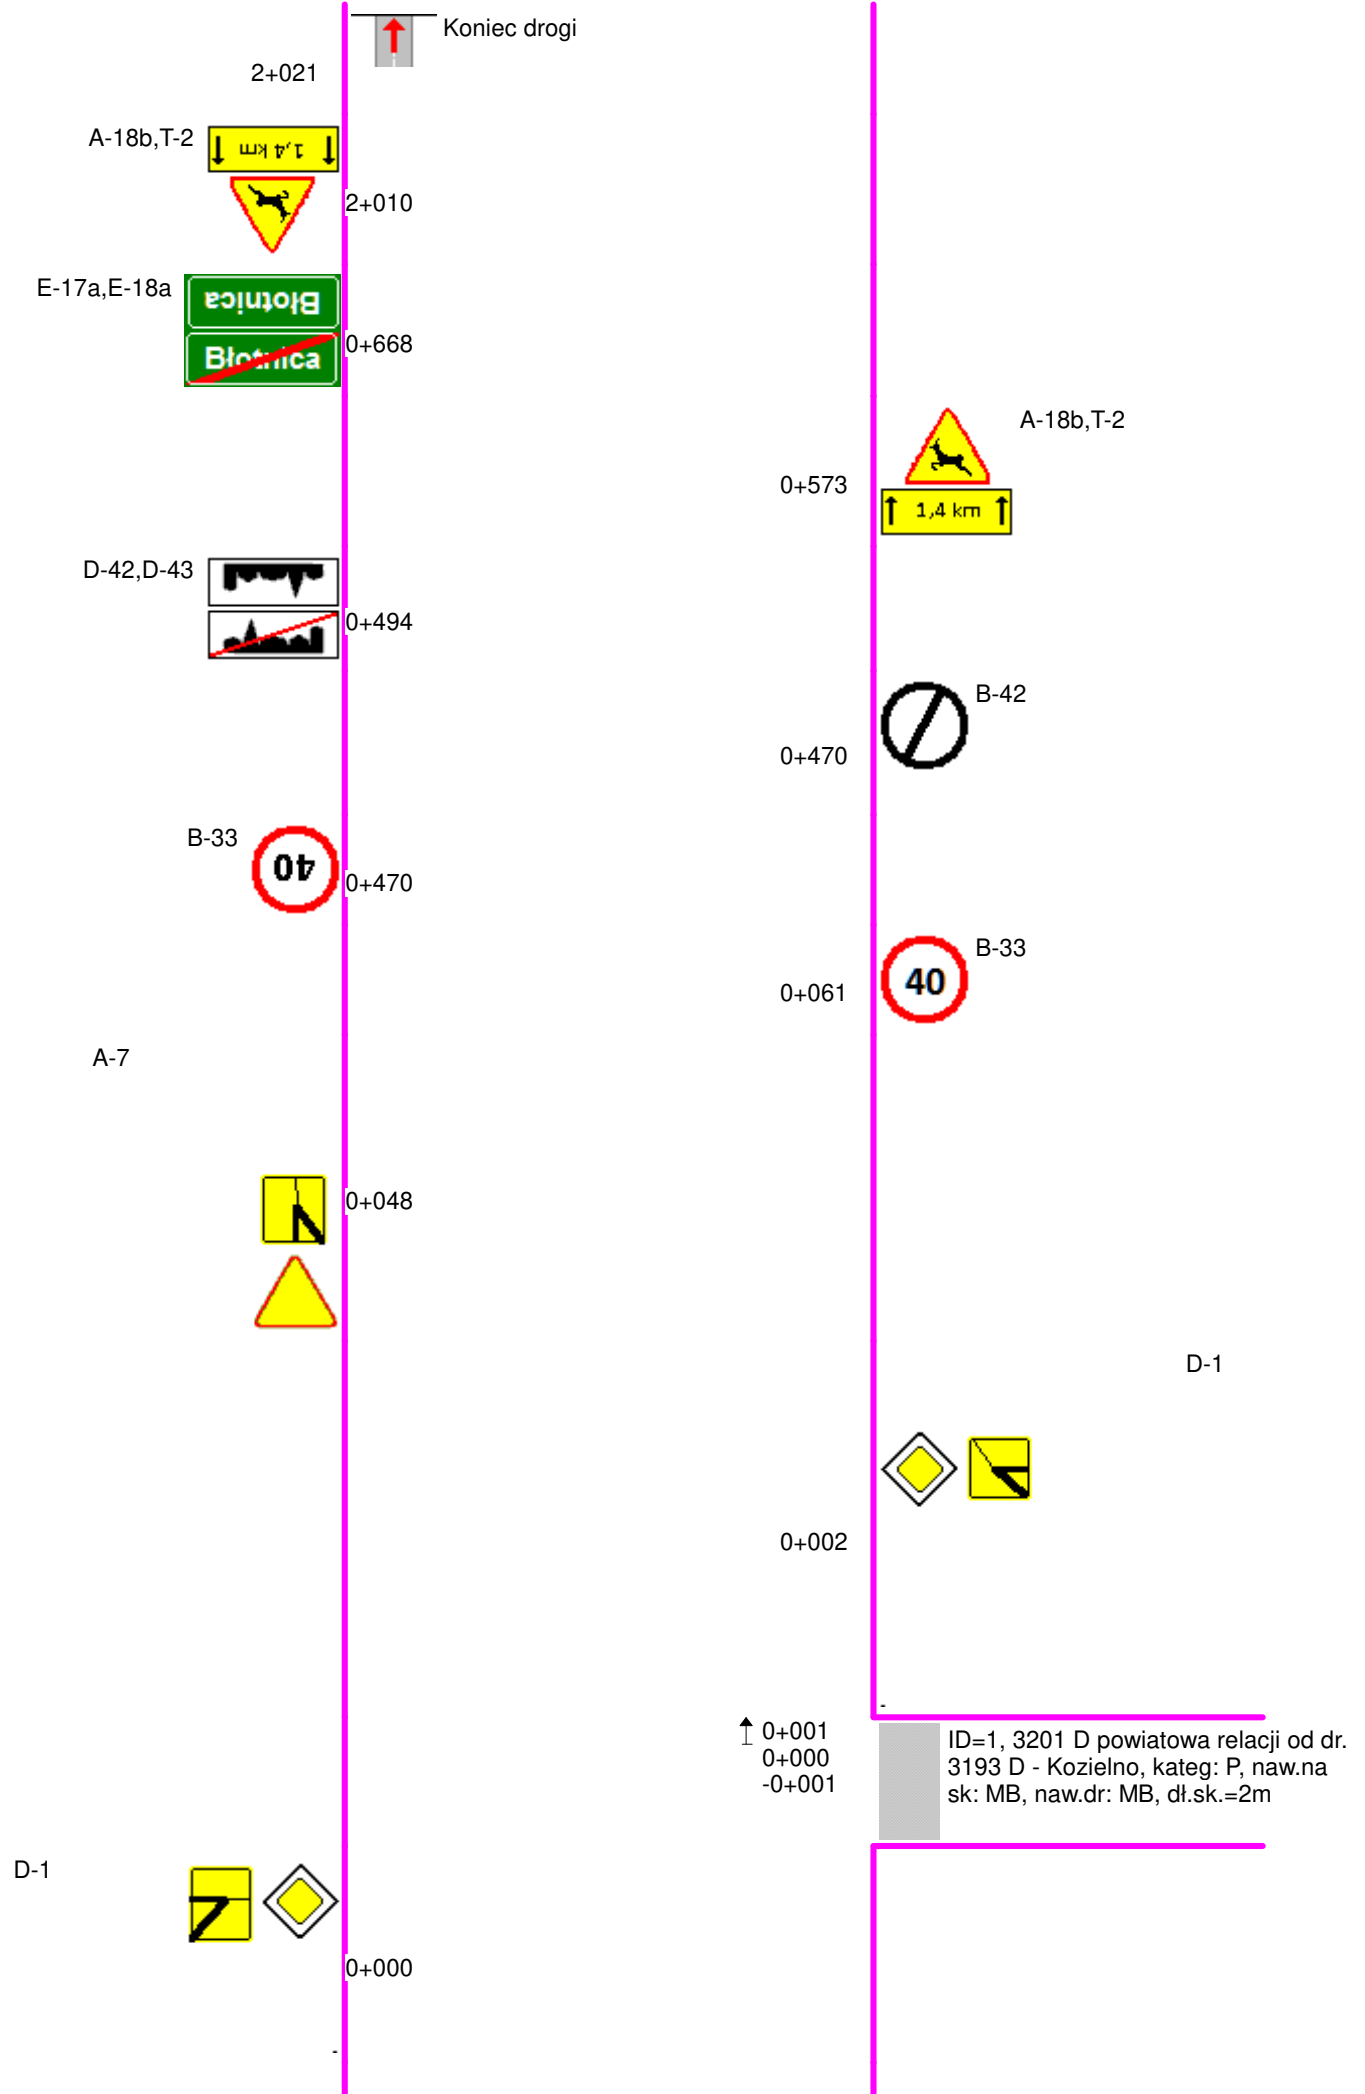 Koniec drogi
2+021
A-18b,T-2
1,4 km
2+010
E-17a,E-18a
Błotnica
Błotnica
0+668
A-18b,T-2
0+573
1,4 km
D-42,D-43
0+494
B-42
0+470
B-33
40
0+470
B-33
40
0+061
A-7
0+048
D-1
0+002
-
0+001
0+000
-0+001
ID=1, 3201 D powiatowa relacji od dr.
3193 D - Kozielno, kateg: P, naw.na
sk: MB, naw.dr: MB, dł.sk.=2m
D-1
0+000
-